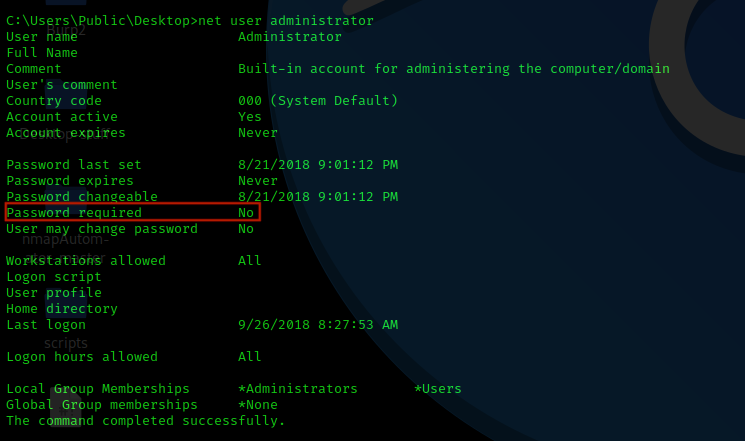 C:\Users\Public\Desktop>net user administrator
User name                    Administrator
Full Name
Comment                      Built-in account for administering the computer/domain
User's comment
Country code                 000 (System Default)
Account active               Yes
Account expires              Never
Password last set            8/21/2018 9:01:12 PM
Password expires             Never
Password changeable          8/21/2018 9:01:12 PM
Password required            No
User may change password     No
nmapAutom-
Workstations allowed         All
Logon script
User profile
Home directory
Last logon                   9/26/2018 8:27:53 AM
scripts
Logon hours allowed          All
Local Group Memberships      *Administrators       *Users
Global Group memberships     *None
The command completed successfully.